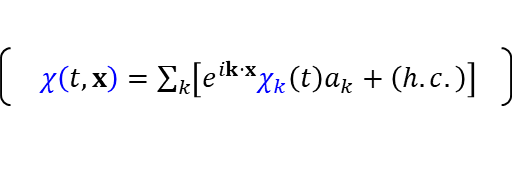 ( χ(t, x) = ∑ₖ[e^{ik·x}χₖ(t)aₖ + (h.c.)] )